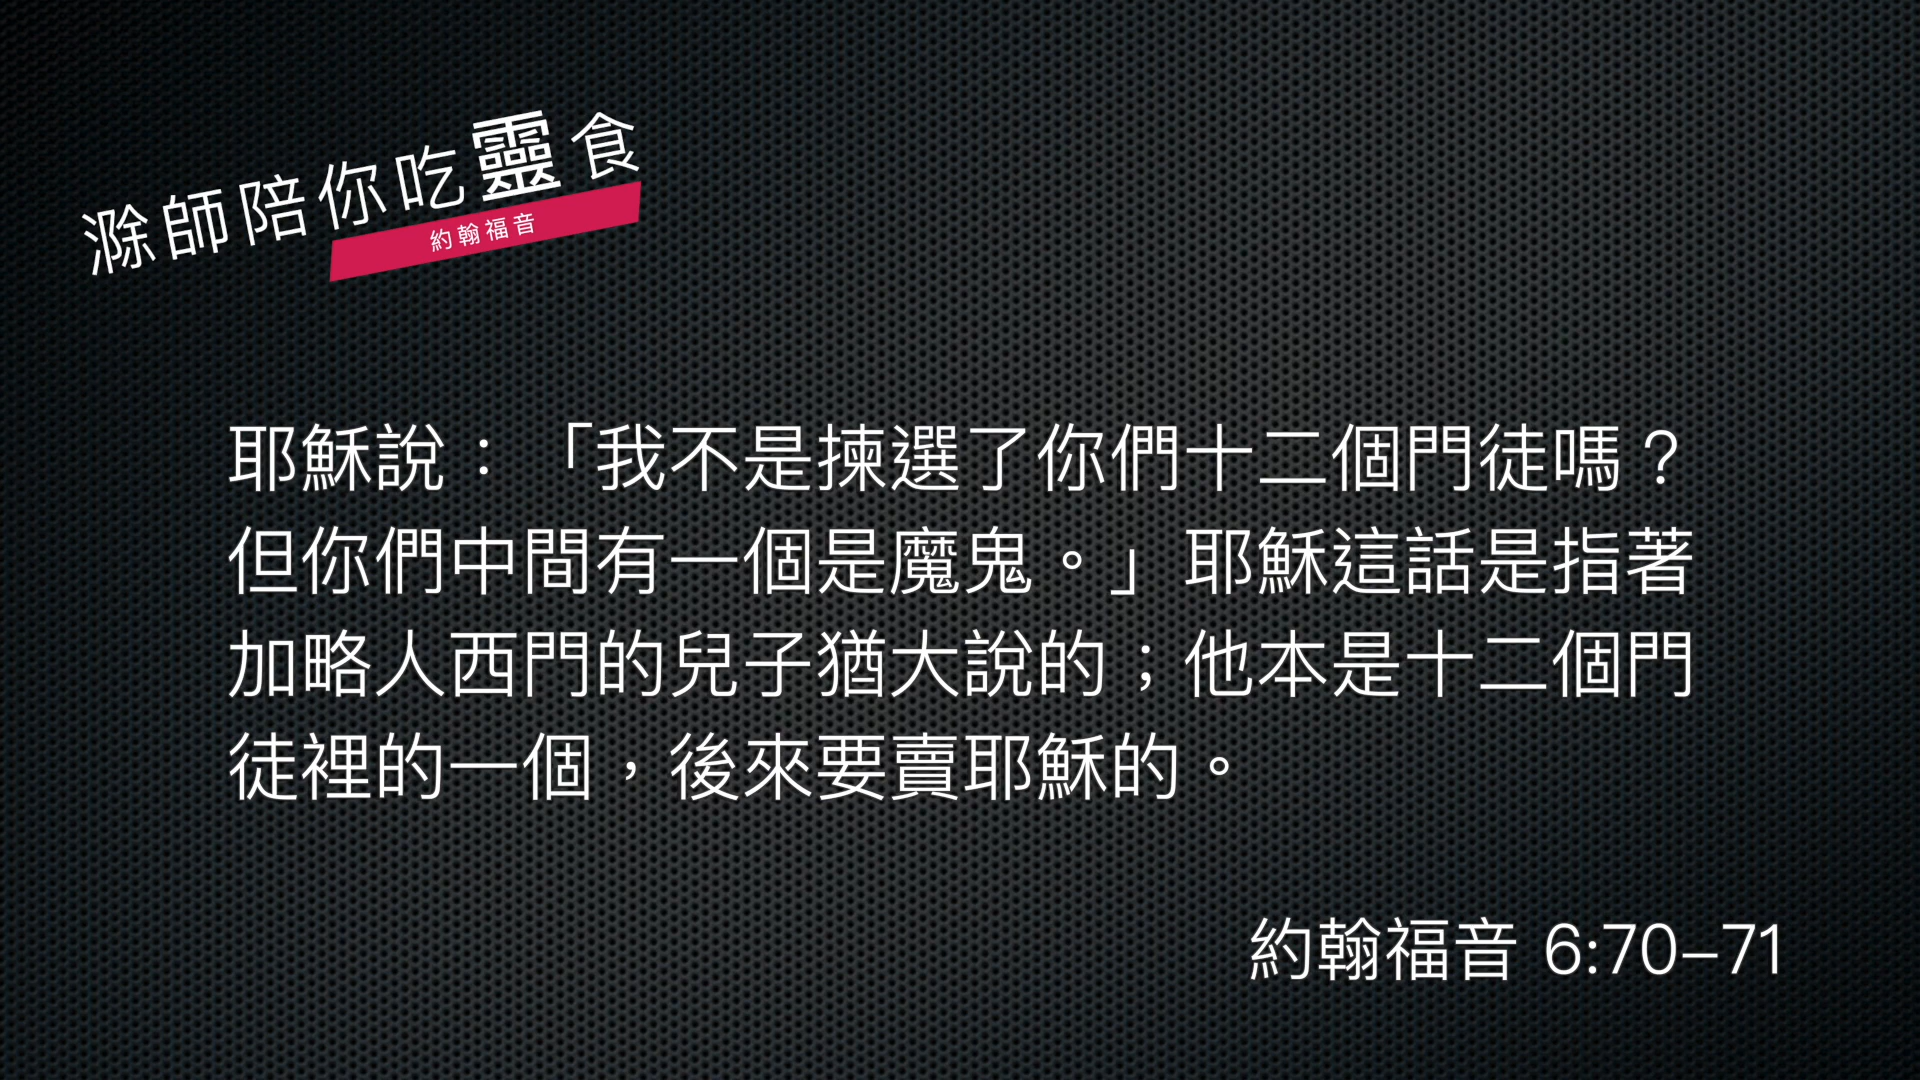 滁師陪你吃靈食
約翰福音
耶穌說：「我不是揀選了你們十二個門徒嗎？
但你們中間有一個是魔鬼。」耶穌這話是指著
加略人西門的兒子猶大說的；他本是十二個門
徒裡的一個，後來要賣耶穌的。
約翰福音 6:70–71